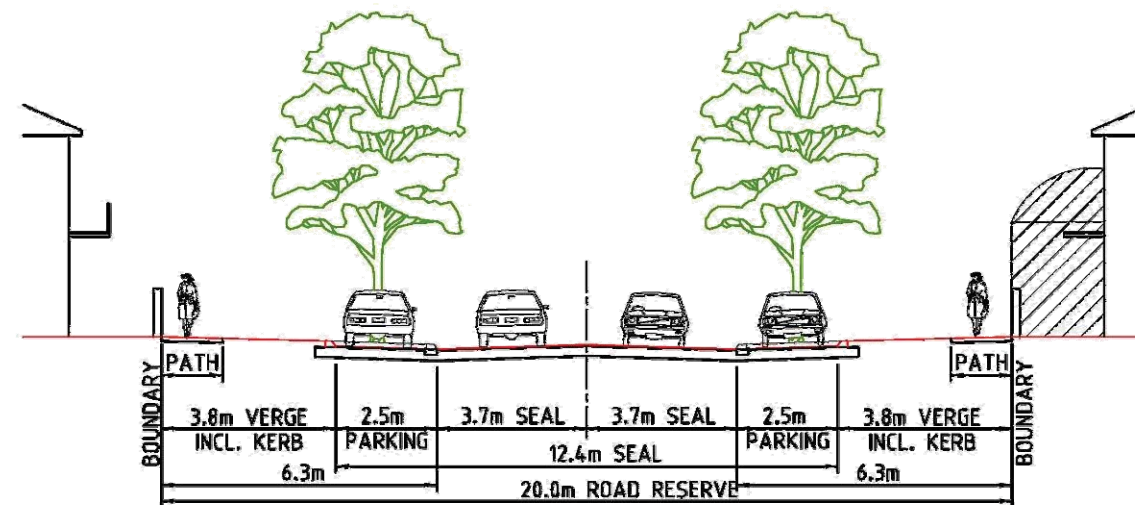 PATH
PATH
BOUNDARY
3.8m VERGE
INCL. KERB
2.5m
PARKING
3.7m SEAL
3.7m SEAL
2.5m
PARKING
3.8m VERGE
INCL. KERB
BOUNDARY
12.4m SEAL
6.3m
6.3m
20.0m ROAD RESERVE